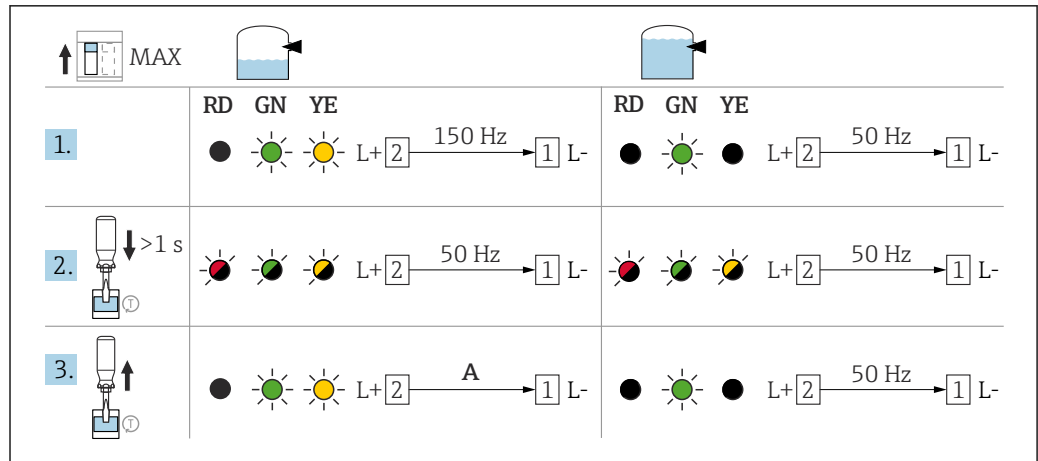 MAX
RD GN YE
RD GN YE
1.
L+ 2 150 Hz 1 L-
L+ 2 50 Hz 1 L-
2.
>1 s
T
L+ 2 50 Hz 1 L-
L+ 2 50 Hz 1 L-
3.
T
L+ 2 A 1 L-
L+ 2 50 Hz 1 L-